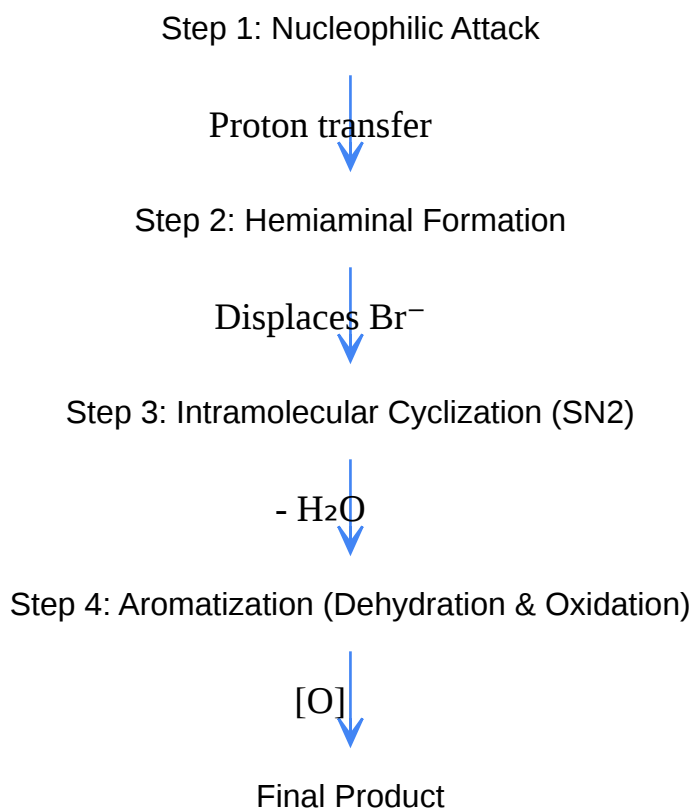 Step 1: Nucleophilic Attack
Proton transfer
Step 2: Hemiaminal Formation
Displaces Br⁻
Step 3: Intramolecular Cyclization (SN2)
- H₂O
Step 4: Aromatization (Dehydration & Oxidation)
[O]
Final Product